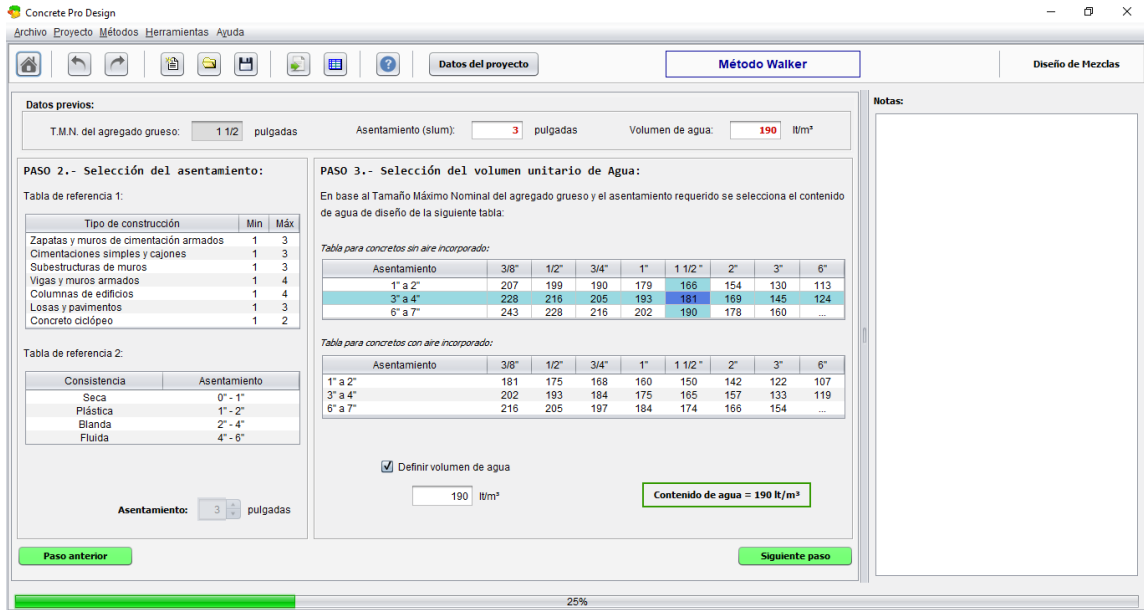 Concrete Pro Design
Archivo Proyecto Métodos Herramientas Ayuda
Datos del proyecto
Método Walker
Diseño de Mezclas
Datos previos:
T.M.N. del agregado grueso: 1 1/2 pulgadas Asentamiento (slum): 3 pulgadas Volumen de agua: 190 lt/m³
Notas:
PASO 2.- Selección del asentamiento:
Tabla de referencia 1:
Tipo de construcción Min Máx
Zapatas y muros de cimentación armados 1 3
Cimentaciones simples y cajones 1 3
Subestructuras de muros 1 3
Vigas y muros armados 1 4
Columnas de edificios 1 4
Losas y pavimentos 1 3
Concreto ciclópeo 1 2
Tabla de referencia 2:
Consistencia Asentamiento
Seca 0" - 1"
Plástica 1" - 2"
Blanda 2" - 4"
Fluida 4" - 6"
Asentamiento: 3 pulgadas
PASO 3.- Selección del volumen unitario de Agua:
En base al Tamaño Máximo Nominal del agregado grueso y el asentamiento requerido se selecciona el contenido
de agua de diseño de la siguiente tabla:
Tabla para concretos sin aire incorporado:
Asentamiento 3/8" 1/2" 3/4" 1" 1 1/2 " 2" 3" 6"
1" a 2" 207 199 190 179 166 154 130 113
3" a 4" 228 216 205 193 181 169 145 124
6" a 7" 243 228 216 202 190 178 160 ...
Tabla para concretos con aire incorporado:
Asentamiento 3/8" 1/2" 3/4" 1" 1 1/2 " 2" 3" 6"
1" a 2" 181 175 168 160 150 142 122 107
3" a 4" 202 193 184 175 165 157 133 119
6" a 7" 216 205 197 184 174 166 154 ...
Definir volumen de agua
190 lt/m³
Contenido de agua = 190 lt/m³
Paso anterior
Siguiente paso
25%